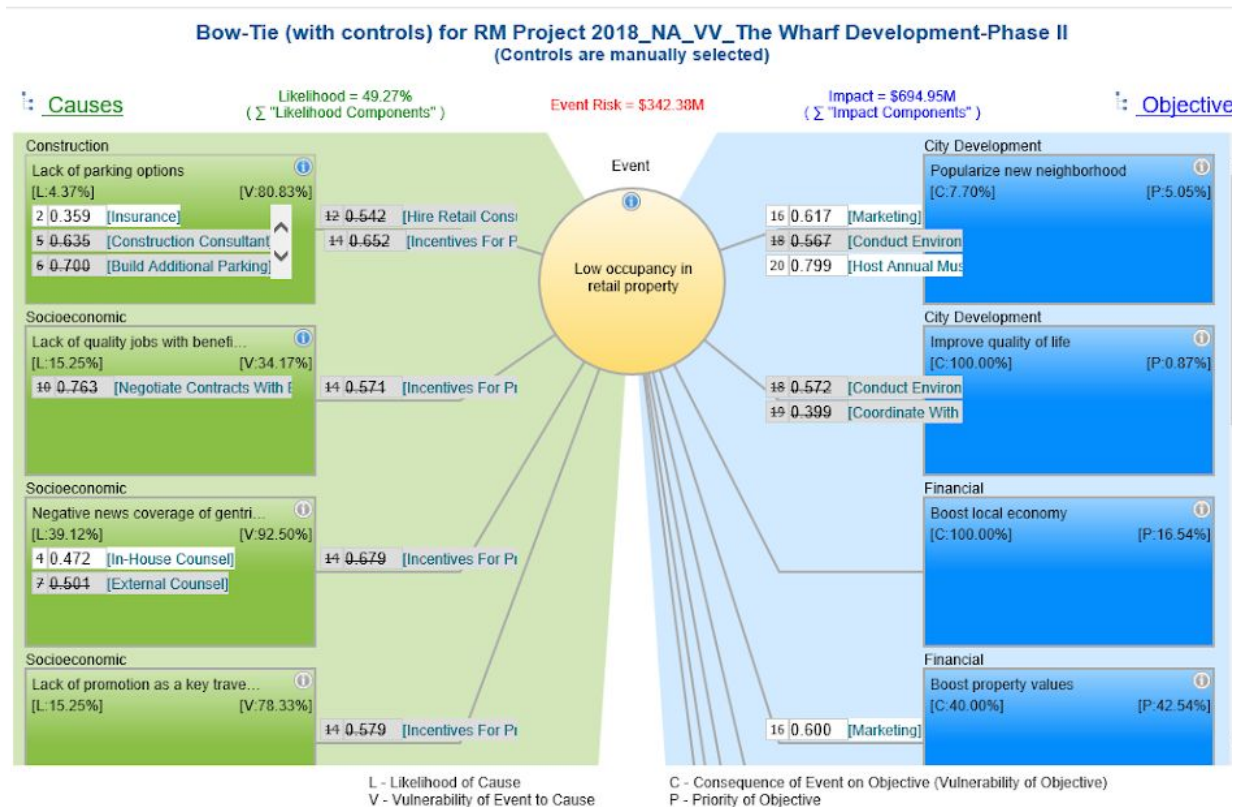 Bow-Tie (with controls) for RM Project 2018_NA_VV_The Wharf Development-Phase II
(Controls are manually selected)
Causes
Likelihood = 49.27%
( ∑ "Likelihood Components" )
Event Risk = $342.38M
Impact = $694.95M
( ∑ "Impact Components" )
Objective
Construction
Lack of parking options
[L:4.37%] [V:80.83%]
2 0.359 [Insurance]
5 0.635 [Construction Consultant]
6 0.700 [Build Additional Parking]
12 0.542 [Hire Retail Consu
14 0.652 [Incentives For P
Socioeconomic
Lack of quality jobs with benefi...
[L:15.25%] [V:34.17%]
10 0.763 [Negotiate Contracts With E
14 0.571 [Incentives For Pr
Socioeconomic
Negative news coverage of gentri...
[L:39.12%] [V:92.50%]
4 0.472 [In-House Counsel]
7 0.501 [External Counsel]
14 0.679 [Incentives For Pr
Socioeconomic
Lack of promotion as a key trave...
[L:15.25%] [V:78.33%]
14 0.579 [Incentives For Pr
Event
Low occupancy in
retail property
City Development
Popularize new neighborhood
[C:7.70%] [P:5.05%]
16 0.617 [Marketing]
18 0.567 [Conduct Environ
20 0.799 [Host Annual Mus
City Development
Improve quality of life
[C:100.00%] [P:0.87%]
18 0.572 [Conduct Environ
19 0.399 [Coordinate With
Financial
Boost local economy
[C:100.00%] [P:16.54%]
Financial
Boost property values
[C:40.00%] [P:42.54%]
16 0.600 [Marketing]
L - Likelihood of Cause
V - Vulnerability of Event to Cause
C - Consequence of Event on Objective (Vulnerability of Objective)
P - Priority of Objective